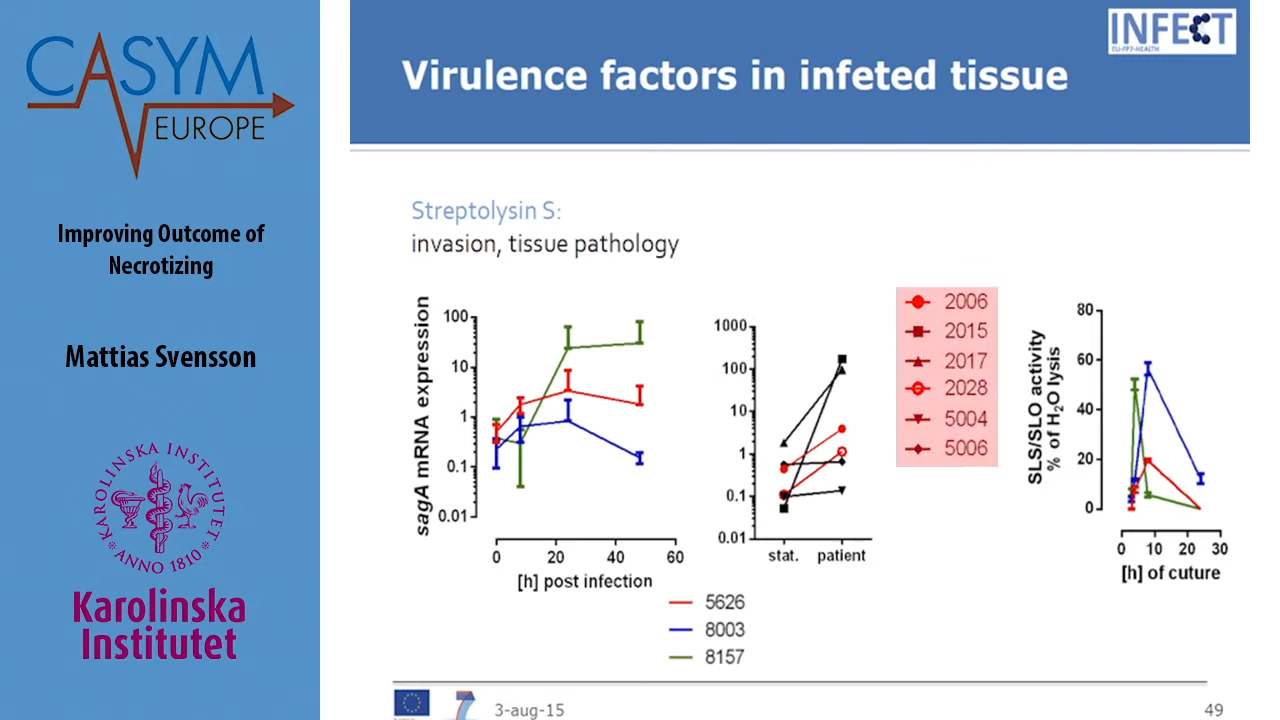 CASYM
EUROPE
Improving Outcome of
Necrotizing
Mattias Svensson
KAROLINSKA INSTITUTET
ANNO 1810
Karolinska
Institutet
INFECT
EU-FP7-HEALTH
Virulence factors in infeted tissue
Streptolysin S:
invasion, tissue pathology
sagA mRNA expression
100
10
1
0.1
0.01
0
20
40
60
[h] post infection
1000
100
10
1
0.1
0.01
stat.
patient
2006
2015
2017
2028
5004
5006
SLS/SLO activity
% of H₂O lysis
80
60
40
20
0
0
10
20
30
[h] of cuture
5626
8003
8157
7
3-aug-15
49